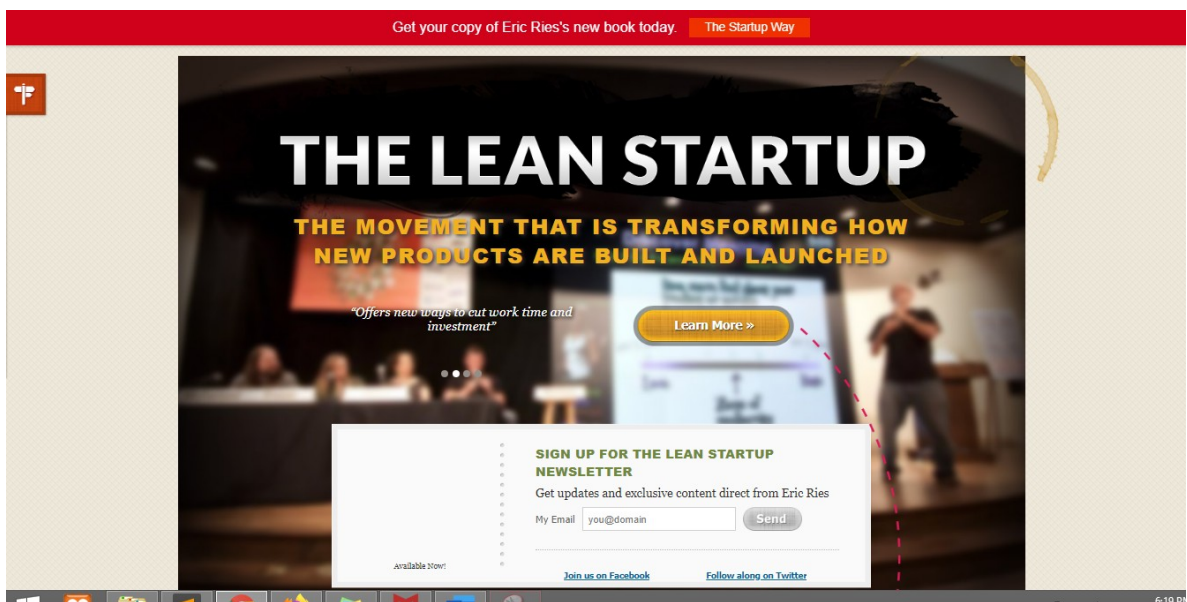 Get your copy of Eric Ries's new book today. The Startup Way
THE LEAN STARTUP
THE MOVEMENT THAT IS TRANSFORMING HOW
NEW PRODUCTS ARE BUILT AND LAUNCHED
“Offers new ways to cut work time and
investment”
Learn More »
SIGN UP FOR THE LEAN STARTUP
NEWSLETTER
Get updates and exclusive content direct from Eric Ries
My Email you@domain Send
Available Now!
Join us on Facebook Follow along on Twitter
6:19 PM